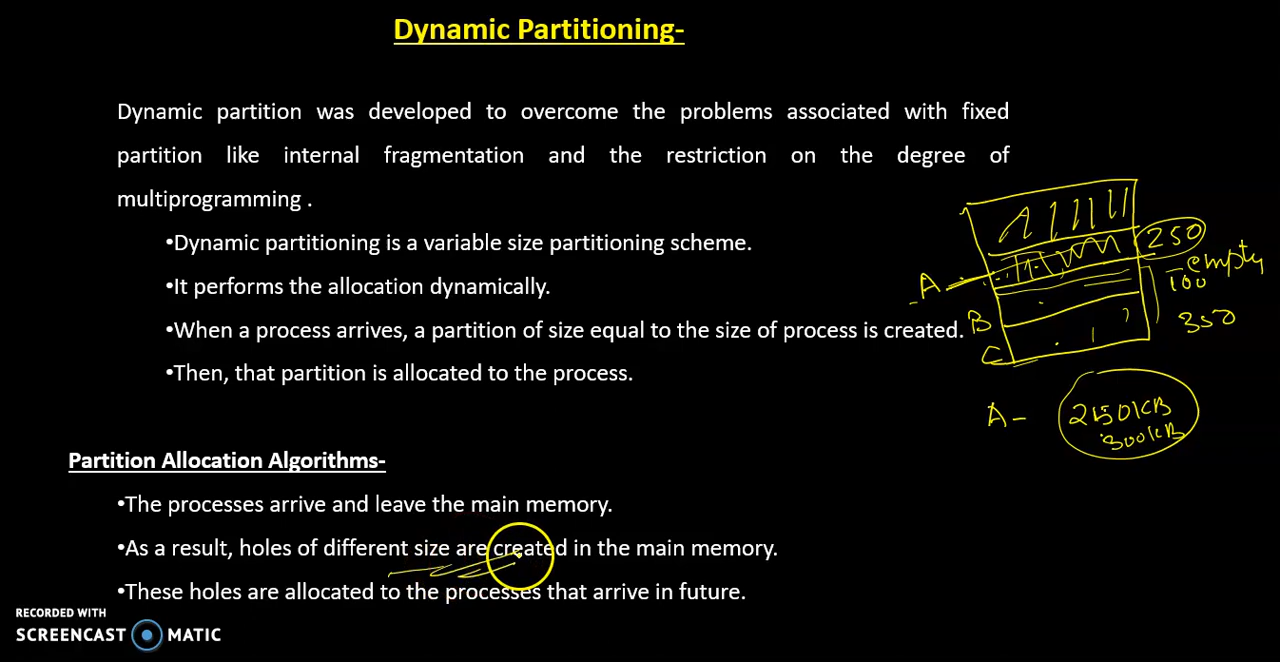 Dynamic Partitioning-
Dynamic partition was developed to overcome the problems associated with fixed
partition like internal fragmentation and the restriction on the degree of
multiprogramming .
•Dynamic partitioning is a variable size partitioning scheme.
250
•It performs the allocation dynamically.
empty
A
100
•When a process arrives, a partition of size equal to the size of process is created.
B
350
C
•Then, that partition is allocated to the process.
A - 250KB
300KB
Partition Allocation Algorithms-
•The processes arrive and leave the main memory.
•As a result, holes of different size are created in the main memory.
•These holes are allocated to the processes that arrive in future.
RECORDED WITH
SCREENCAST MATIC